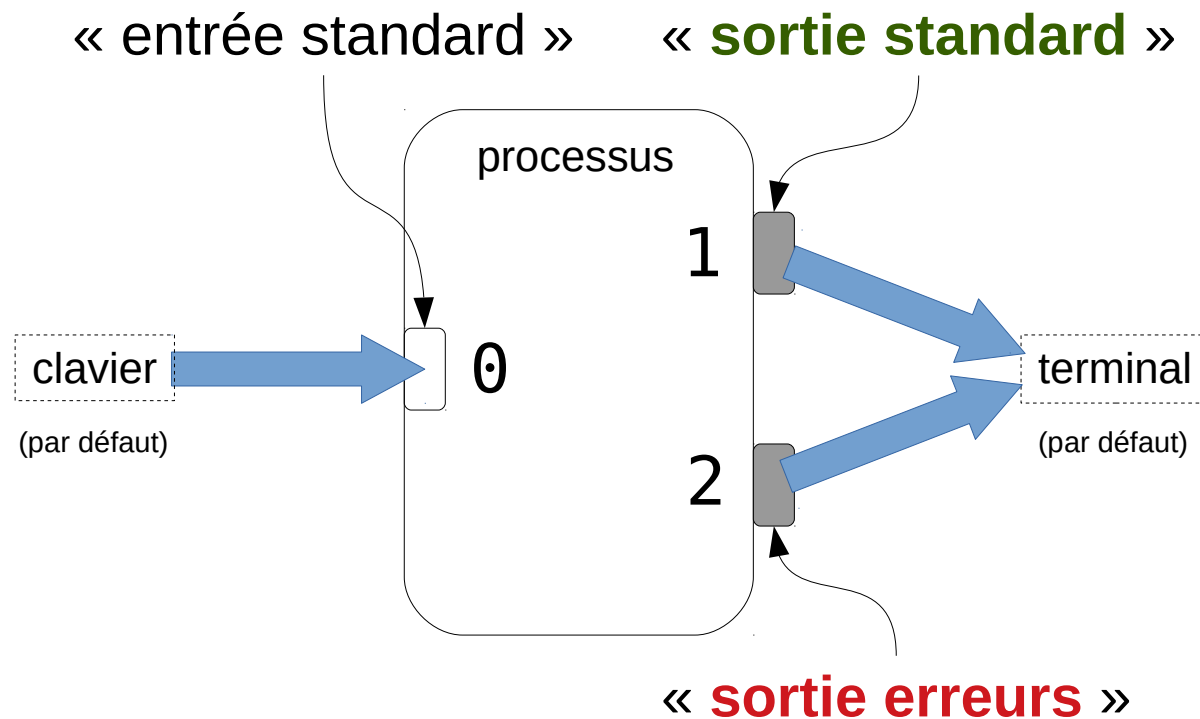 « entrée standard »
« sortie standard »
processus
1
clavier
0
terminal
(par défaut)
(par défaut)
2
« sortie erreurs »